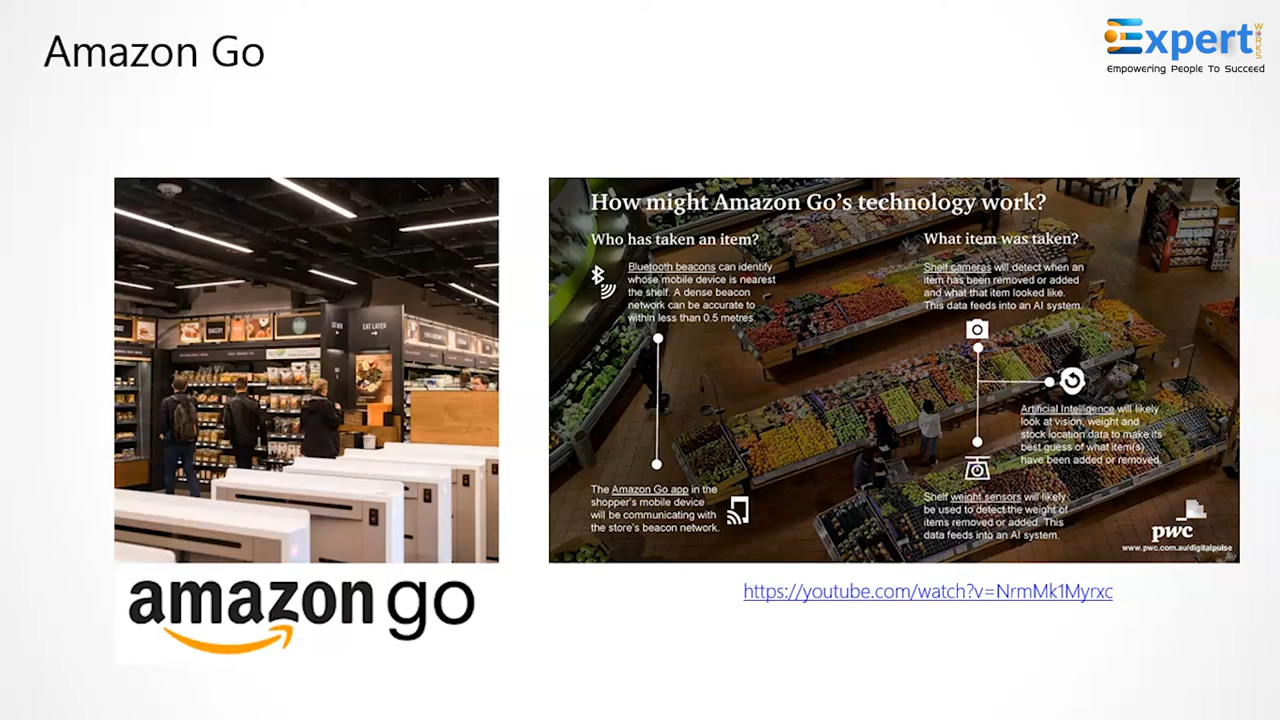 Amazon Go
Expert
WORKS
Empowering People To Succeed
EAT LATER
BAKERY
How might Amazon Go's technology work?
Who has taken an item?
Bluetooth beacons can identify
whose mobile device is nearest
the shelf. A dense beacon
network can be accurate to
within less than 0.5 metres.
The Amazon Go app in the
shopper's mobile device
will be communicating with
the store's beacon network.
What item was taken?
Shelf cameras will detect when an
item has been removed or added
and what that item looked like.
This data feeds into an AI system.
Artificial Intelligence will likely
look at vision, weight and
stock location data to make its
best guess of what item(s)
have been added or removed.
Shelf weight sensors will likely
be used to detect the weight of
items removed or added. This
data feeds into an AI system.
pwc
www.pwc.com.au/digitalpulse
amazon go
https://youtube.com/watch?v=NrmMk1Myrxc